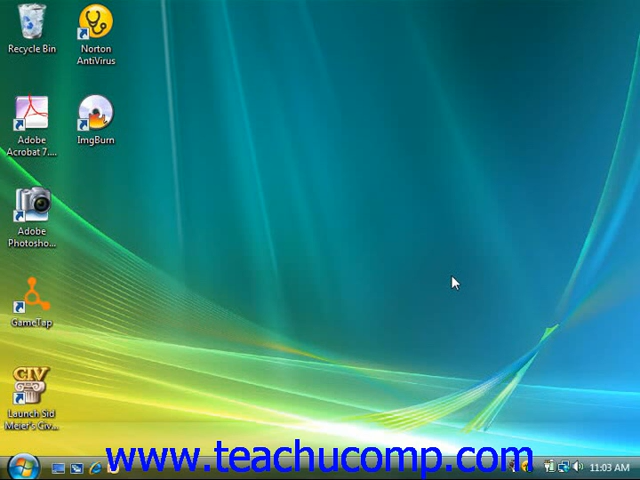 Recycle Bin
Norton
AntiVirus
Adobe
Acrobat 7....
ImgBurn
Adobe
Photosho...
GameTap
CIV
Launch Sid
Meier's Civ...
www.teachucomp.com
11:03 AM